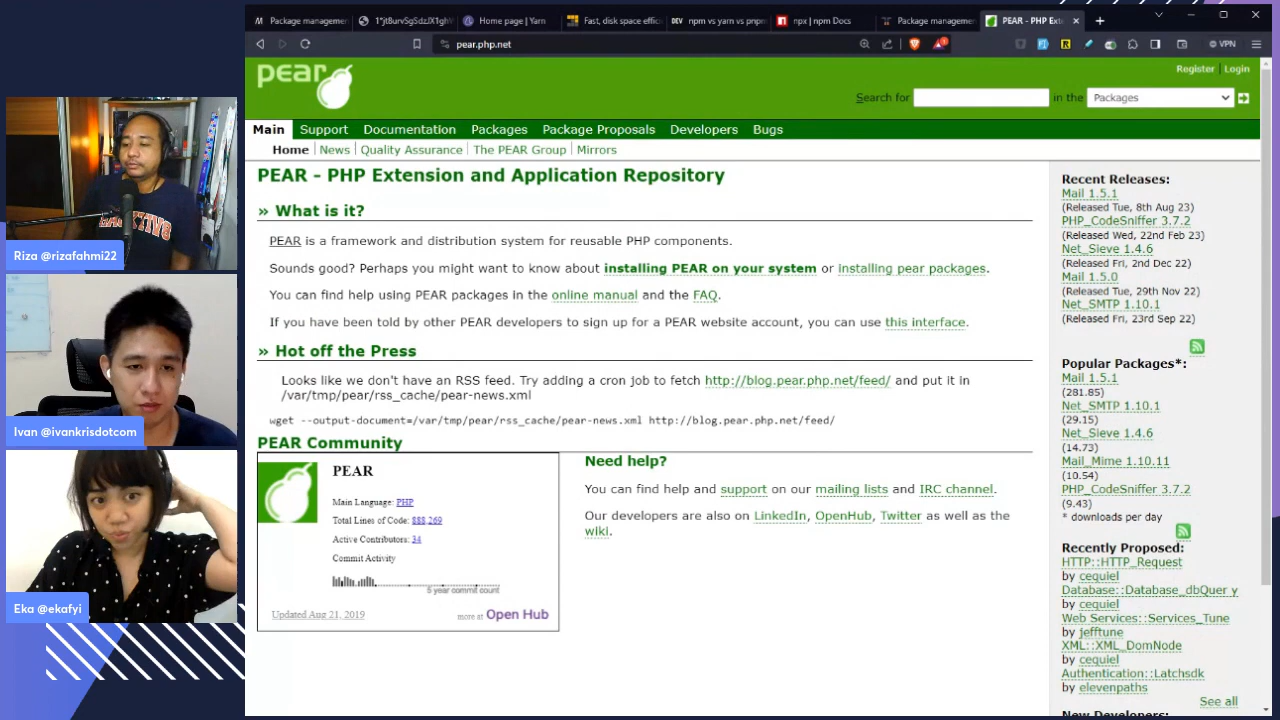 Package managemen
1*jt8urvSgSdzJX1ghV
Home page | Yarn
Fast, disk space effici
DEV npm vs yarn vs pnpm
npx | npm Docs
Package managemen
PEAR - PHP Exte
pear.php.net
VPN
pear
Register | Login
Search for in the Packages
Main Support Documentation Packages Package Proposals Developers Bugs
Home News Quality Assurance The PEAR Group Mirrors
PEAR - PHP Extension and Application Repository
» What is it?
PEAR is a framework and distribution system for reusable PHP components.
Sounds good? Perhaps you might want to know about installing PEAR on your system or installing pear packages.
You can find help using PEAR packages in the online manual and the FAQ.
If you have been told by other PEAR developers to sign up for a PEAR website account, you can use this interface.
» Hot off the Press
Looks like we don't have an RSS feed. Try adding a cron job to fetch http://blog.pear.php.net/feed/ and put it in
/var/tmp/pear/rss_cache/pear-news.xml
wget --output-document=/var/tmp/pear/rss_cache/pear-news.xml http://blog.pear.php.net/feed/
PEAR Community
PEAR
Main Language: PHP
Total Lines of Code: 888,269
Active Contributors: 34
Commit Activity
5 year commit count
Updated Aug 21, 2019
more at Open Hub
Need help?
You can find help and support on our mailing lists and IRC channel.
Our developers are also on LinkedIn, OpenHub, Twitter as well as the
wiki.
Recent Releases:
Mail 1.5.1
(Released Tue, 8th Aug 23)
PHP_CodeSniffer 3.7.2
(Released Wed, 22nd Feb 23)
Net_Sieve 1.4.6
(Released Fri, 2nd Dec 22)
Mail 1.5.0
(Released Tue, 29th Nov 22)
Net_SMTP 1.10.1
(Released Fri, 23rd Sep 22)
Popular Packages*:
Mail 1.5.1
(281.85)
Net_SMTP 1.10.1
(29.15)
Net_Sieve 1.4.6
(14.73)
Mail_Mime 1.10.11
(10.54)
PHP_CodeSniffer 3.7.2
(9.43)
* downloads per day
Recently Proposed:
HTTP::HTTP_Request
by cequiel
Database::Database_dbQuer y
by cequiel
Web Services::Services_Tune
by jefftune
XML::XML_DomNode
by cequiel
Authentication::Latchsdk
by elevenpaths
See all
New Developers:
Riza @rizafahmi22
Ivan @ivankrisdotcom
Eka @ekafyi